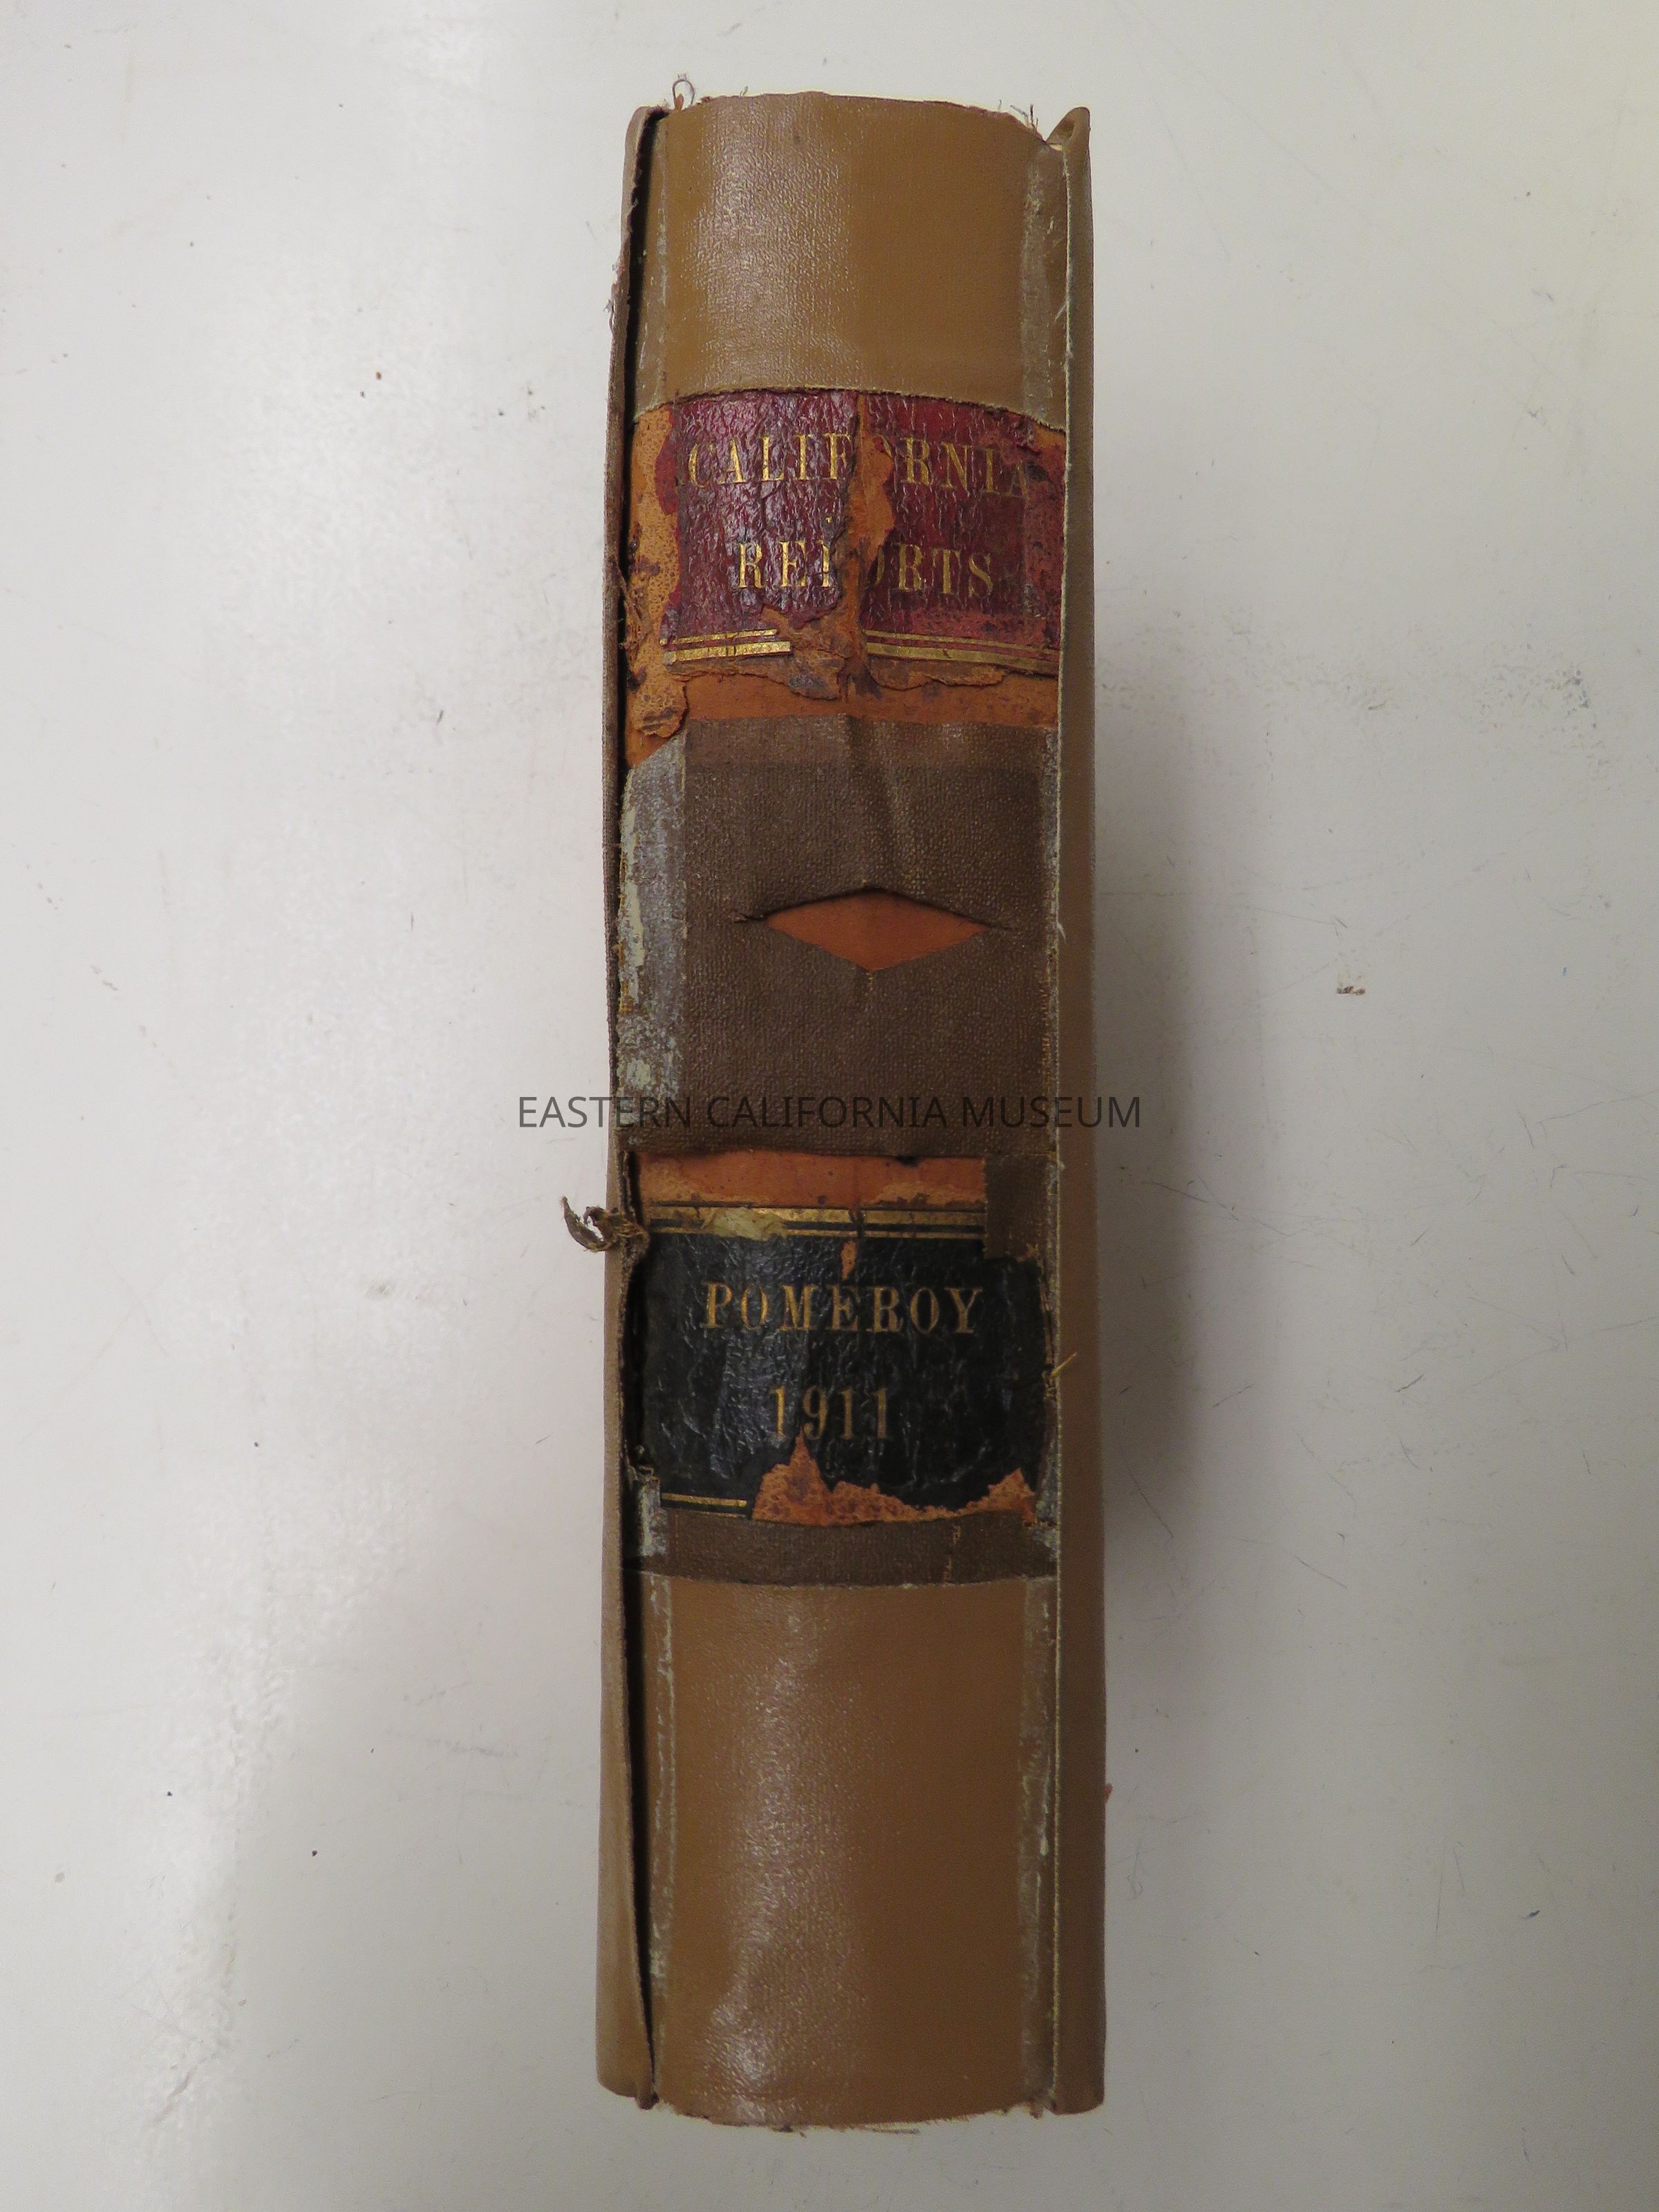 CALIFORNIA
REPORTS
EASTERN CALIFORNIA MUSEUM
POMEROY
1911